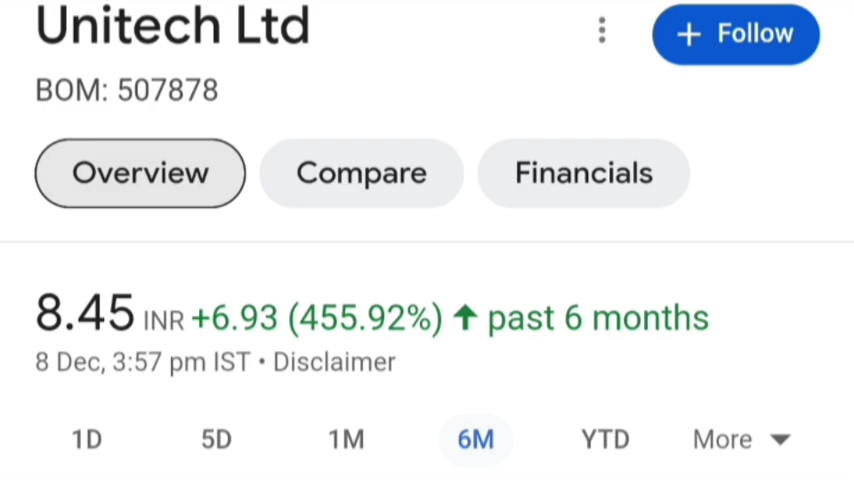 Unitech Ltd
+ Follow
BOM: 507878
Overview Compare Financials
8.45 INR +6.93 (455.92%) ↑ past 6 months
8 Dec, 3:57 pm IST • Disclaimer
1D 5D 1M 6M YTD More